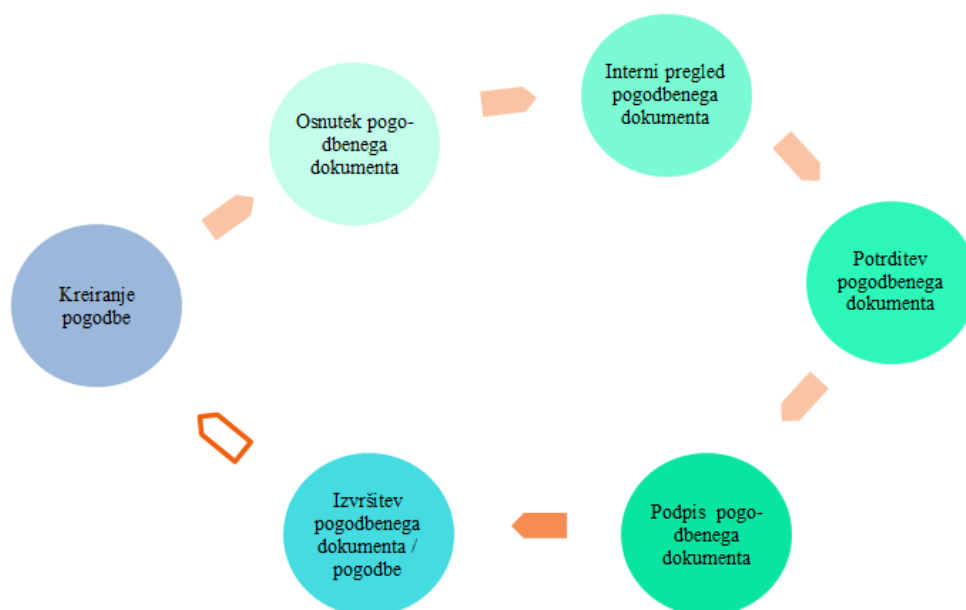 Kreiranje
pogodbe
Osnutek pogo-
dbenega
dokumenta
Interni pregled
pogodbenega
dokumenta
Potrditev
pogodbenega
dokumenta
Podpis pogo-
dbenega
dokumenta
Izvršitev
pogodbenega
dokumenta /
pogodbe